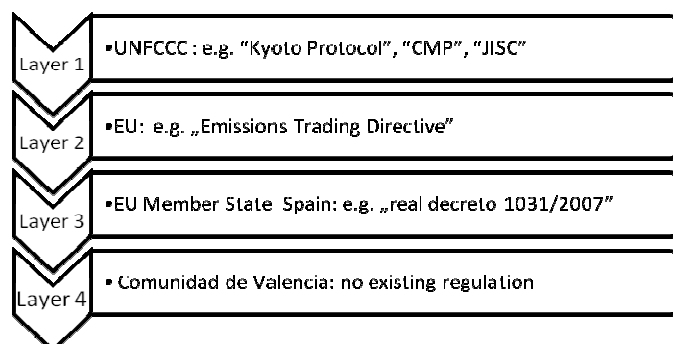 Layer 1
•UNFCCC : e.g. “Kyoto Protocol”, “CMP”, “JISC”
Layer 2
•EU: e.g. „Emissions Trading Directive”
Layer 3
•EU Member State Spain: e.g. „real decreto 1031/2007”
Layer 4
• Comunidad de Valencia: no existing regulation